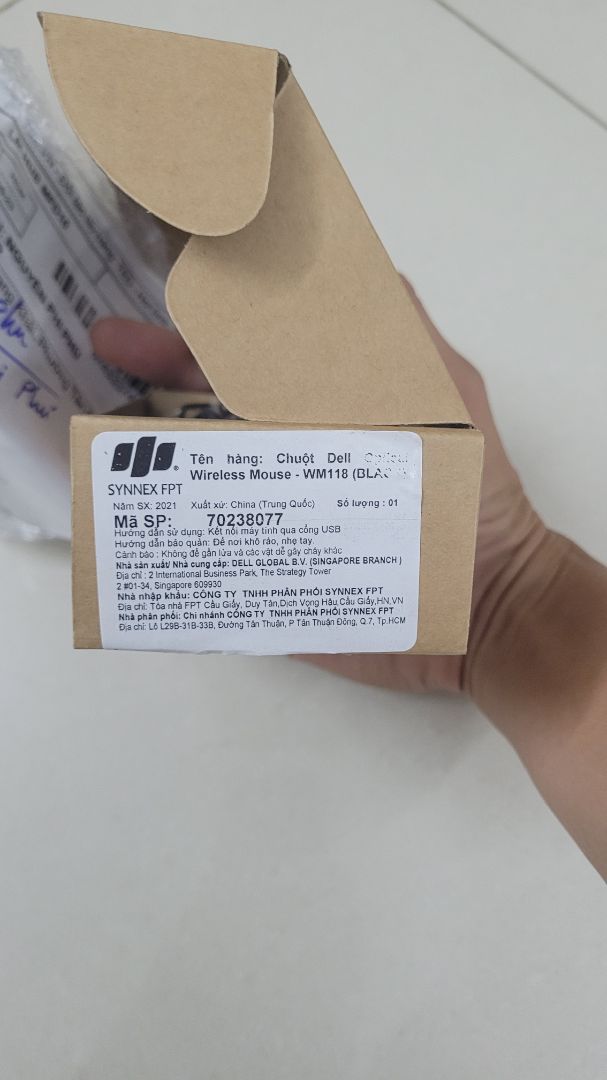 SYNNEX FPT
Tên hàng: Chuột Dell Optical
Wireless Mouse - WM118 (BLACK)
Năm SX: 2021 Xuất xứ: China (Trung Quốc) Số lượng : 01
Mã SP: 70238077
Hướng dẫn sử dụng: Kết nối máy tính qua cổng USB
Hướng dẫn bảo quản: Để nơi khô ráo, nhẹ tay.
Cảnh báo : Không để gần lửa và các vật dễ gây cháy khác
Nhà sản xuất/ Nhà cung cấp: DELL GLOBAL B.V. (SINGAPORE BRANCH )
Địa chỉ : 2 International Business Park, The Strategy Tower
2 #01-34, Singapore 609930
Nhà nhập khẩu: CÔNG TY TNHH PHÂN PHỐI SYNNEX FPT
Địa chỉ: Tòa nhà FPT Cầu Giấy, Duy Tân,Dịch Vọng Hậu,Cầu Giấy,HN,VN
Nhà phân phối: Chi nhánh CÔNG TY TNHH PHÂN PHỐI SYNNEX FPT
Địa chỉ: Lô L29B-31B-33B, Đường Tân Thuận, P Tân Thuận Đông, Q.7, Tp.HCM